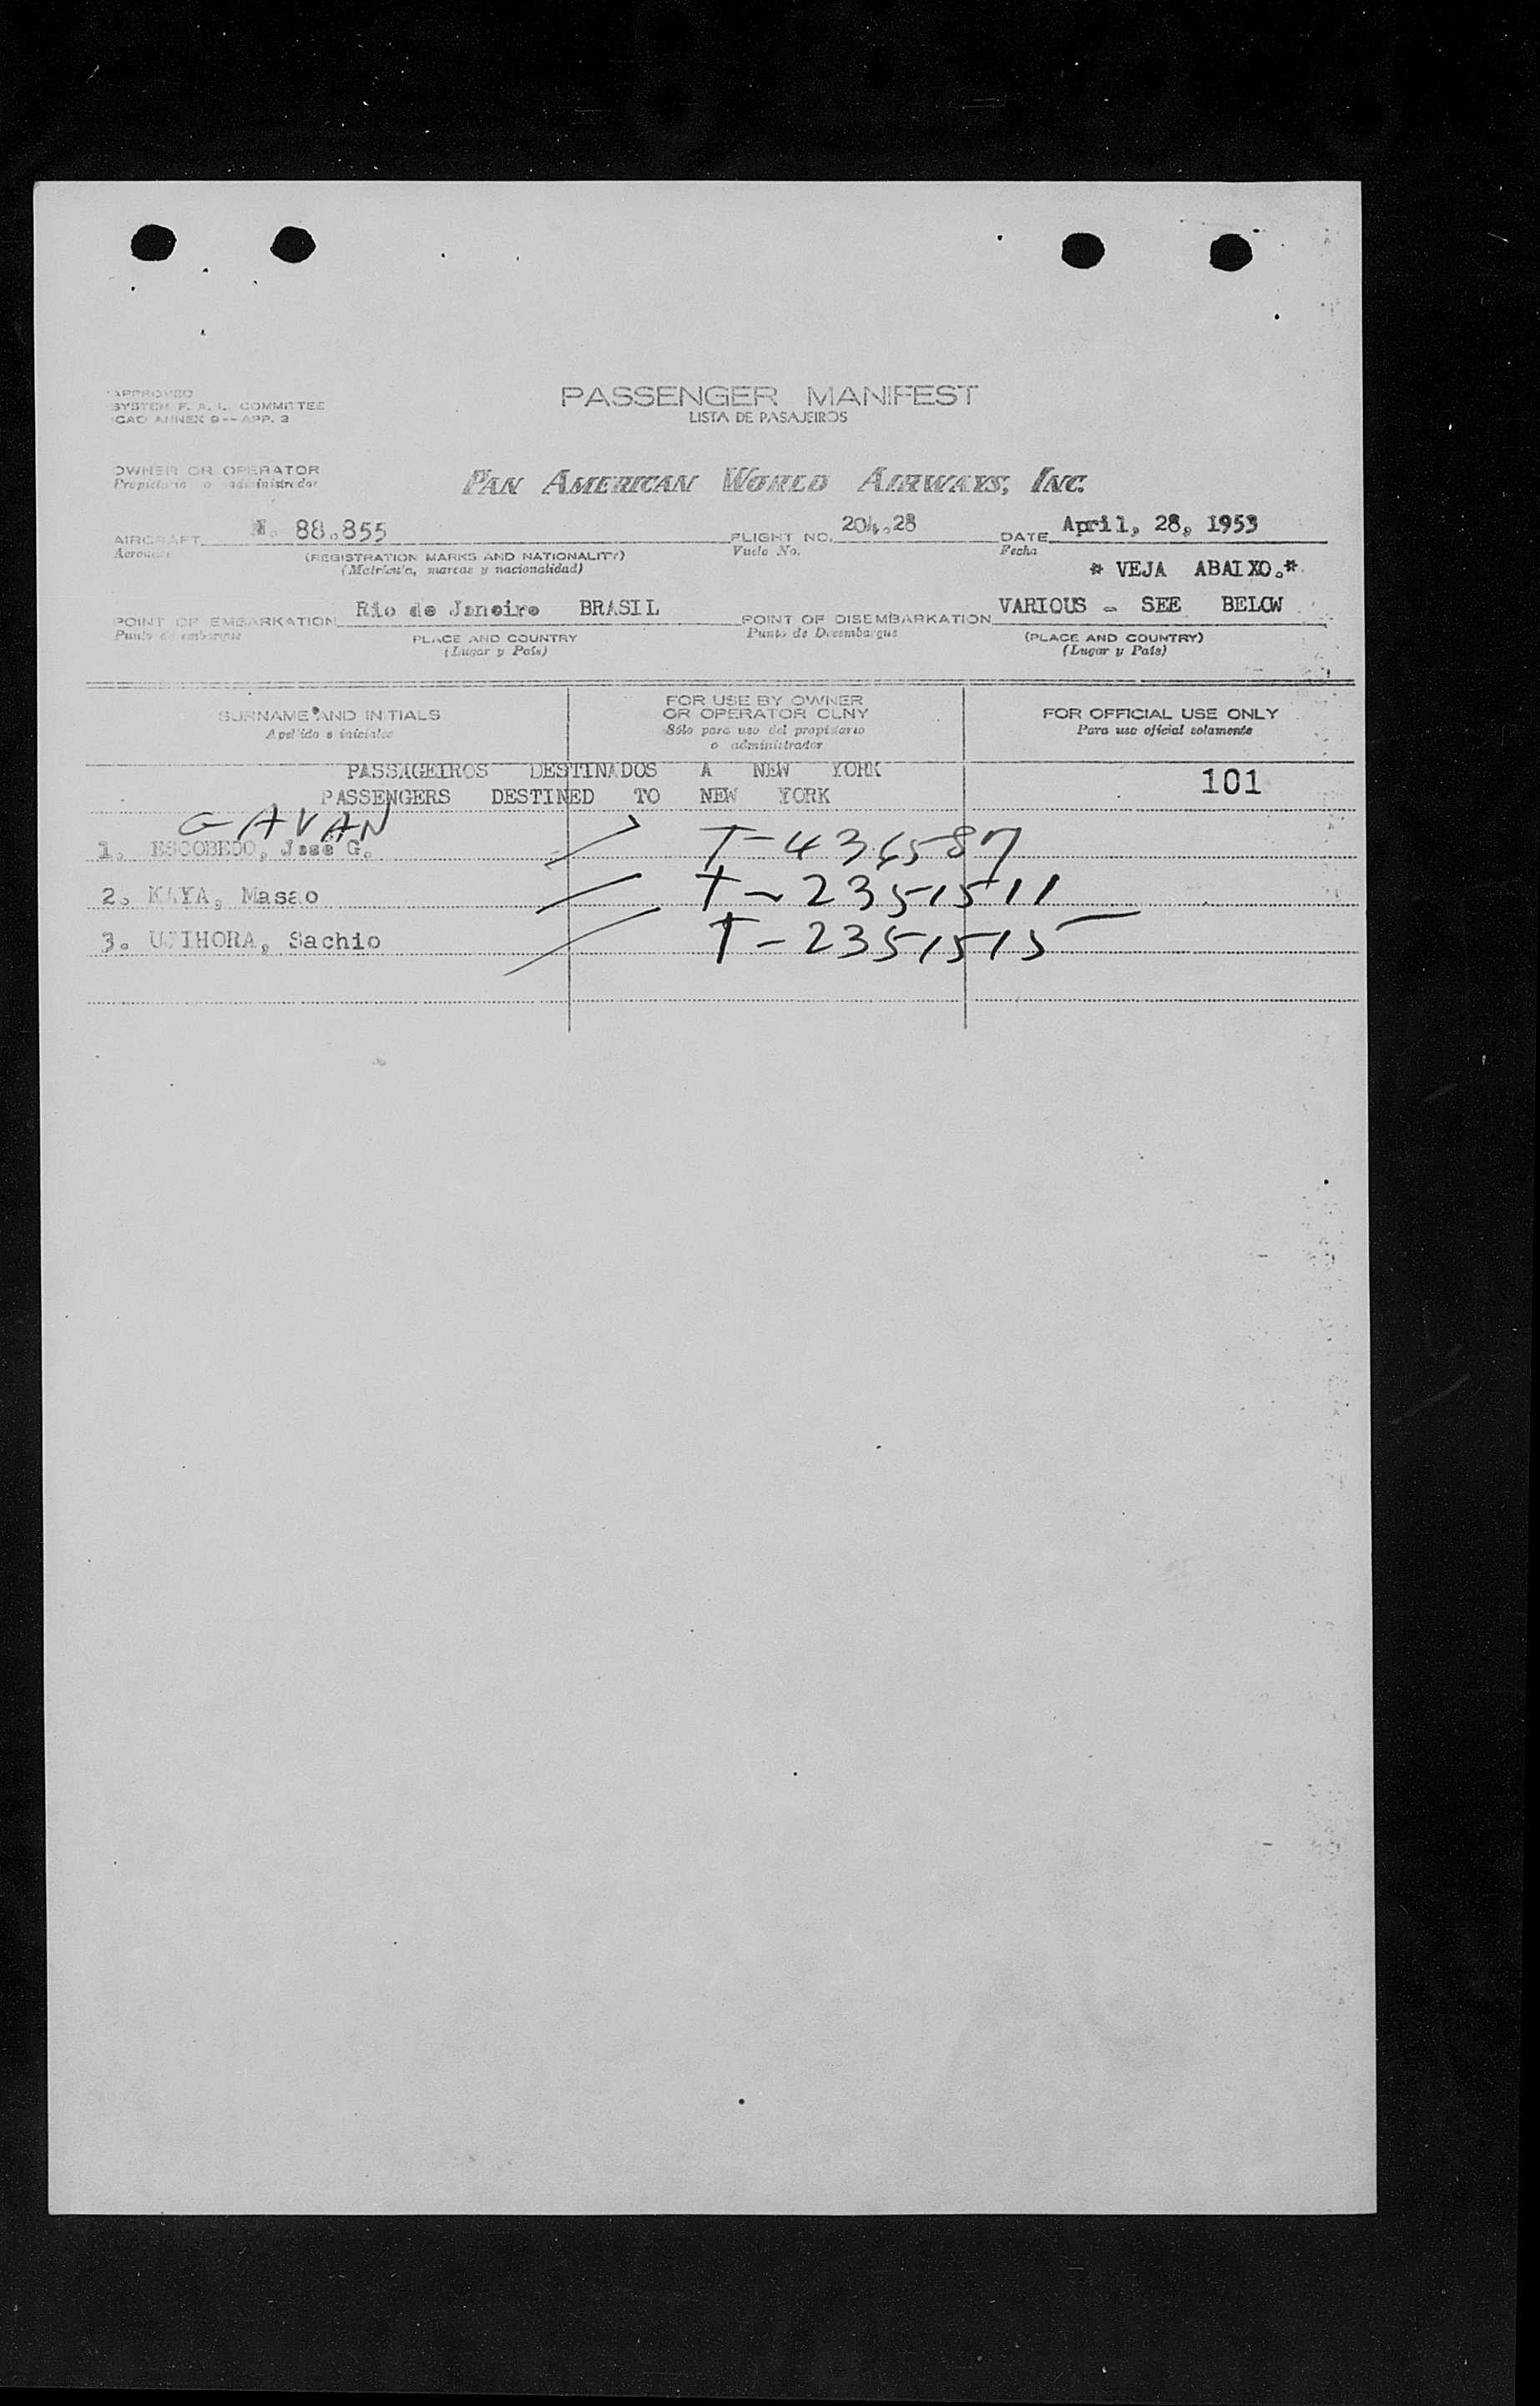 APPROVED
SYSTEM F. A. L. COMMITTEE
ICAO ANNEX 9 -- APP. 3
PASSENGER MANIFEST
LISTA DE PASAJEIROS
OWNER OR OPERATOR
Propietario o administrador
PAN AMERICAN WORLD AIRWAYS, INC.
AIRCRAFT N. 88.855
Aeronave
(REGISTRATION MARKS AND NATIONALITY)
(Matrícula, marcas y nacionalidad)
FLIGHT NO. 204.28
Vuelo No.
DATE April, 28, 1953
Fecha
* VEJA ABAIXO.*
POINT OF EMBARKATION Rio de Janeiro BRASIL
Punto de embarque
PLACE AND COUNTRY
(Lugar y País)
POINT OF DISEMBARKATION VARIOUS - SEE BELOW
Punto de Desembarque
(PLACE AND COUNTRY)
(Lugar y País)
SURNAME AND INITIALS
Apellido e iniciales
FOR USE BY OWNER
OR OPERATOR ONLY
Sólo para uso del propietario
o administrador
FOR OFFICIAL USE ONLY
Para uso oficial solamente
PASSAGEIROS DESTINADOS A NEW YORK
PASSENGERS DESTINED TO NEW YORK
101
GAVAN
1. ESCOBEDO, Jose G. T-436587
2. KAYA, Masao T-2351511
3. UJIHORA, Sachio T-2351515